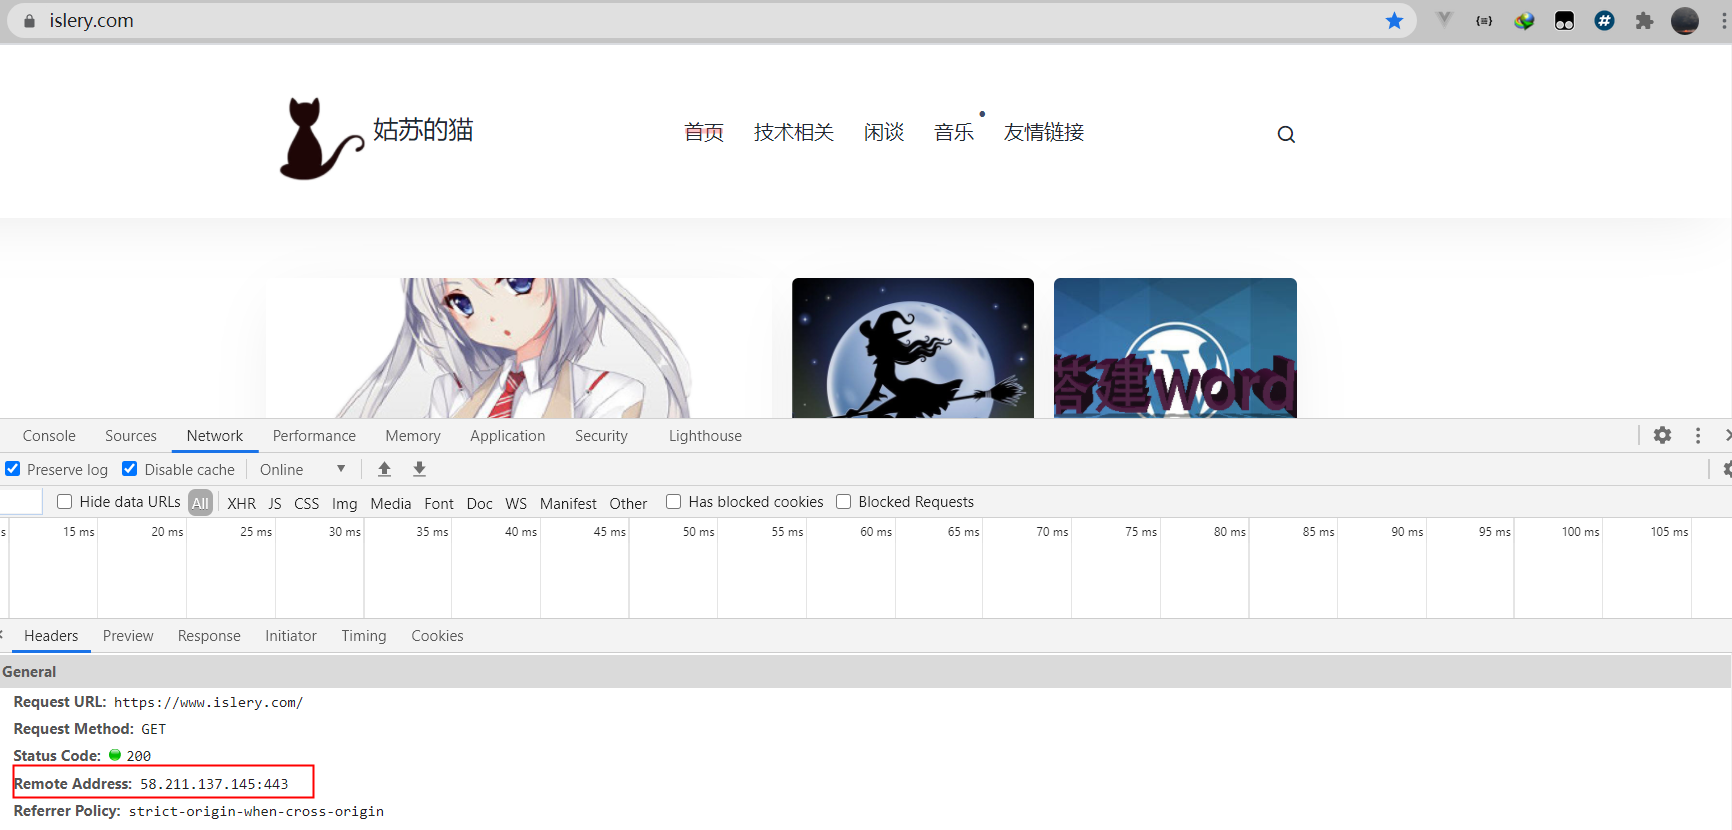 islery.com
姑苏的猫
首页 技术相关 闲谈 音乐 友情链接
搭建word
Console Sources Network Performance Memory Application Security Lighthouse
Preserve log Disable cache Online
Hide data URLs All XHR JS CSS Img Media Font Doc WS Manifest Other Has blocked cookies Blocked Requests
s 15 ms 20 ms 25 ms 30 ms 35 ms 40 ms 45 ms 50 ms 55 ms 60 ms 65 ms 70 ms 75 ms 80 ms 85 ms 90 ms 95 ms 100 ms 105 ms
Headers Preview Response Initiator Timing Cookies
General
Request URL: https://www.islery.com/
Request Method: GET
Status Code: 200
Remote Address: 58.211.137.145:443
Referrer Policy: strict-origin-when-cross-origin